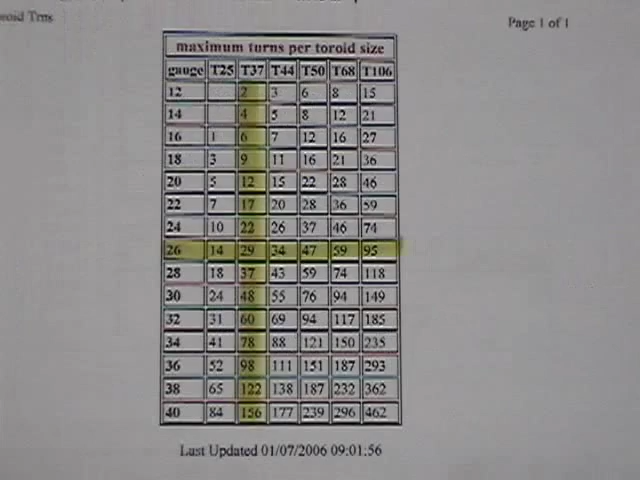 Page 1 of 1
maximum turns per toroid size
gauge T25 T37 T44 T50 T68 T106
12 2 3 6 8 15
14 4 5 8 12 21
16 1 6 7 12 16 27
18 3 9 11 16 21 36
20 5 12 15 22 28 46
22 7 17 20 28 36 59
24 10 22 26 37 46 74
26 14 29 34 47 59 95
28 18 37 43 59 74 118
30 24 48 55 76 94 149
32 31 60 69 94 117 185
34 41 78 88 121 150 235
36 52 98 111 151 187 293
38 65 122 138 187 232 362
40 84 156 177 239 296 462
Last Updated 01/07/2006 09:01:56